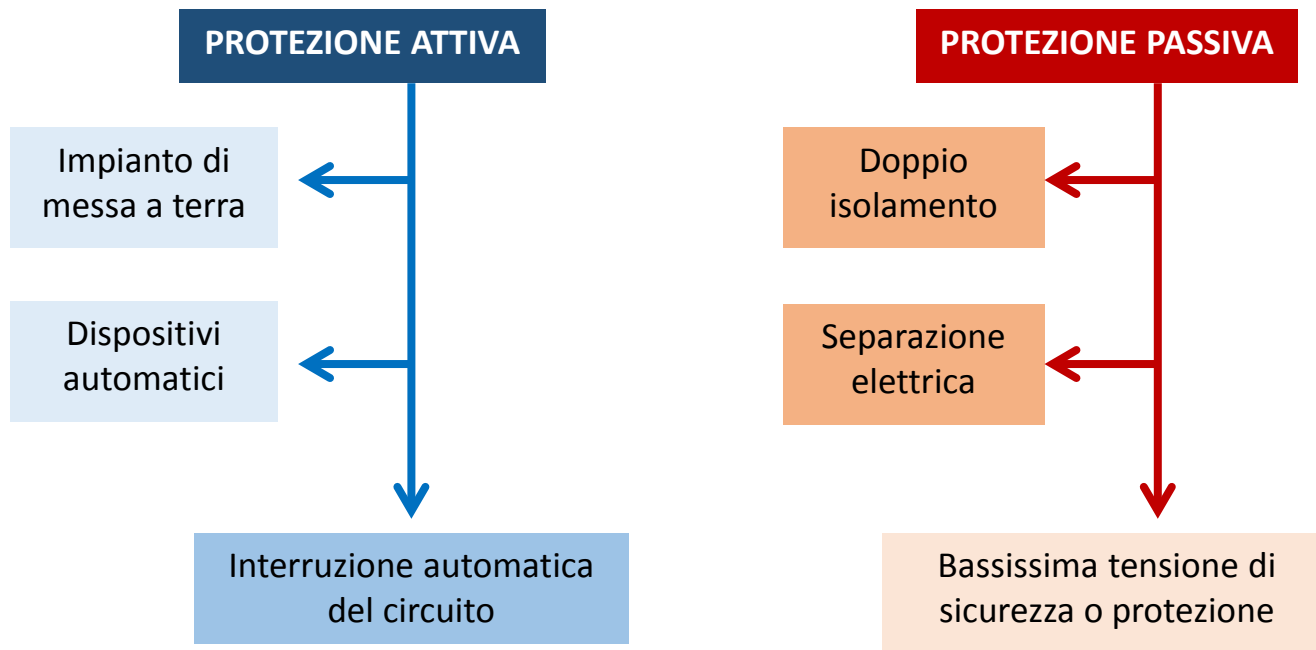 PROTEZIONE ATTIVA
Impianto di
messa a terra
Dispositivi
automatici
Interruzione automatica
del circuito
PROTEZIONE PASSIVA
Doppio
isolamento
Separazione
elettrica
Bassissima tensione di
sicurezza o protezione